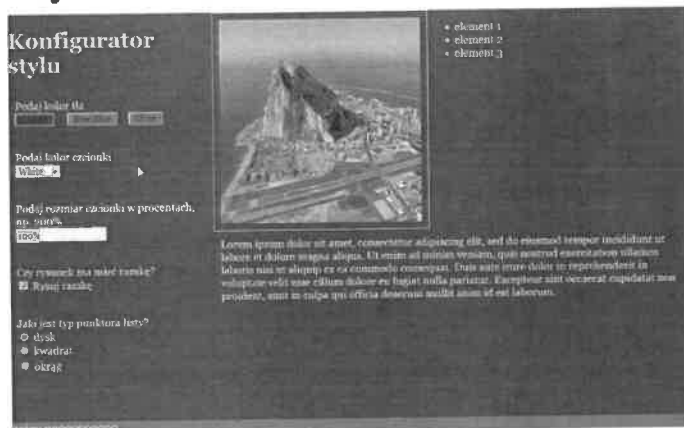 Konfigurator
stylu
Podaj kolor tła
Podaj kolor czcionki
White
Podaj rozmiar czcionki w procentach,
np. 200%
100%
Czy rysunek ma mieć ramkę?
Rysuj ramkę
Jaki jest typ punktora listy?
dysk
kwadrat
okrąg
element 1
element 2
element 3
Lorem ipsum dolor sit amet, consectetur adipiscing elit, sed do eiusmod tempor incididunt ut
labore et dolore magna aliqua. Ut enim ad minim veniam, quis nostrud exercitation ullamco
laboris nisi ut aliquip ex ea commodo consequat. Duis aute irure dolor in reprehenderit in
voluptate velit esse cillum dolore eu fugiat nulla pariatur. Excepteur sint occaecat cupidatat non
proident, sunt in culpa qui officia deserunt mollit anim id est laborum.